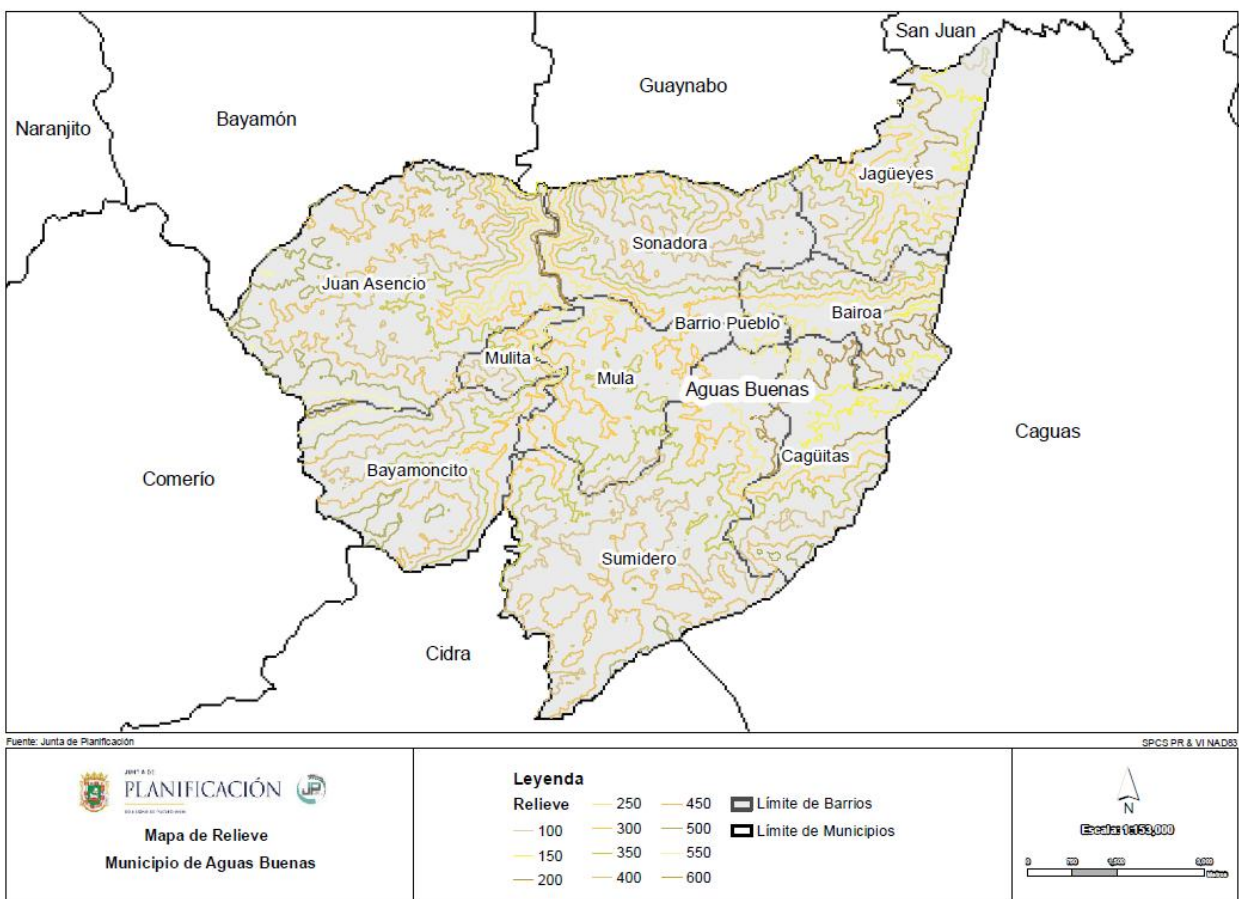 San Juan
Guaynabo
Naranjito
Bayamón
Jagüeyes
Sonadora
Juan Asencio
Bairoa
Barrio Pueblo
Mulita
Mula
Aguas Buenas
Caguas
Cagüitas
Bayamoncito
Comerío
Sumidero
Cidra
Fuente: Junta de Planificación
SPCS PR & VI NAD83
JUNTA DE
PLANIFICACIÓN
JP
Mapa de Relieve
Municipio de Aguas Buenas
Leyenda
Relieve
100
150
200
250
300
350
400
450
500
550
600
Límite de Barrios
Límite de Municipios
N
Escala: 1:153,000